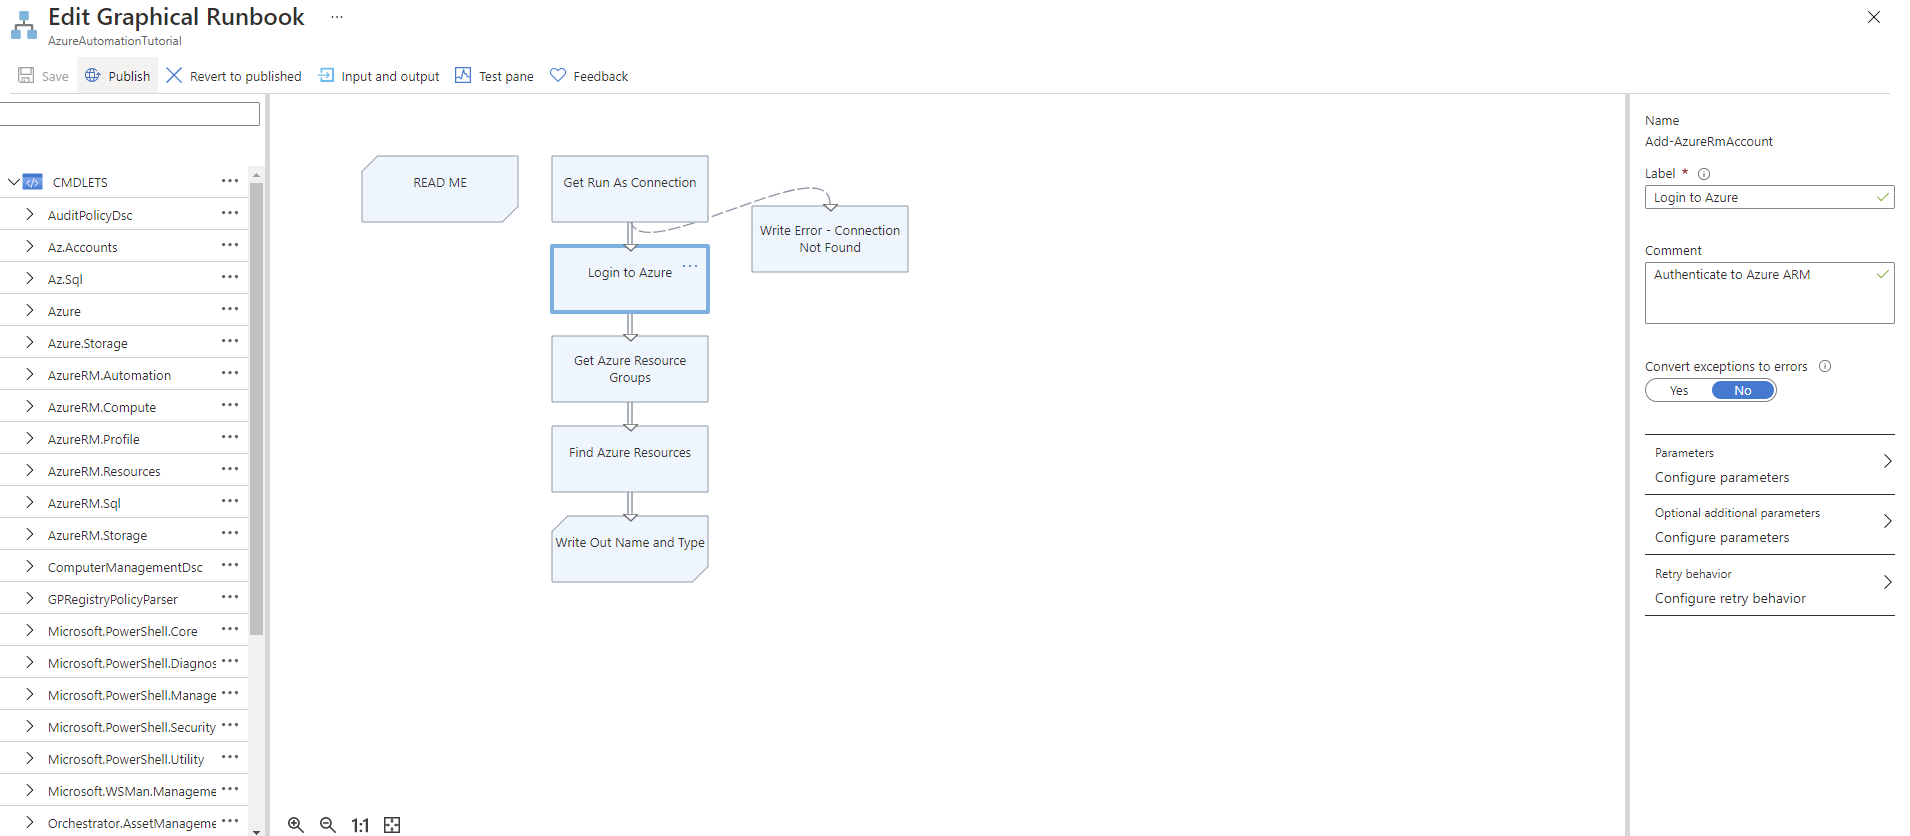 Edit Graphical Runbook ...
AzureAutomationTutorial
Save Publish Revert to published Input and output Test pane Feedback
CMDLETS
AuditPolicyDsc
Az.Accounts
Az.Sql
Azure
Azure.Storage
AzureRM.Automation
AzureRM.Compute
AzureRM.Profile
AzureRM.Resources
AzureRM.Sql
AzureRM.Storage
ComputerManagementDsc
GPRegistryPolicyParser
Microsoft.PowerShell.Core
Microsoft.PowerShell.Diagnos
Microsoft.PowerShell.Manage
Microsoft.PowerShell.Security
Microsoft.PowerShell.Utility
Microsoft.WSMan.Manageme
Orchestrator.AssetManageme
READ ME
Get Run As Connection
Write Error - Connection
Not Found
Login to Azure
Get Azure Resource
Groups
Find Azure Resources
Write Out Name and Type
1:1
Name
Add-AzureRmAccount
Label *
Login to Azure
Comment
Authenticate to Azure ARM
Convert exceptions to errors
Yes No
Parameters
Configure parameters
Optional additional parameters
Configure parameters
Retry behavior
Configure retry behavior